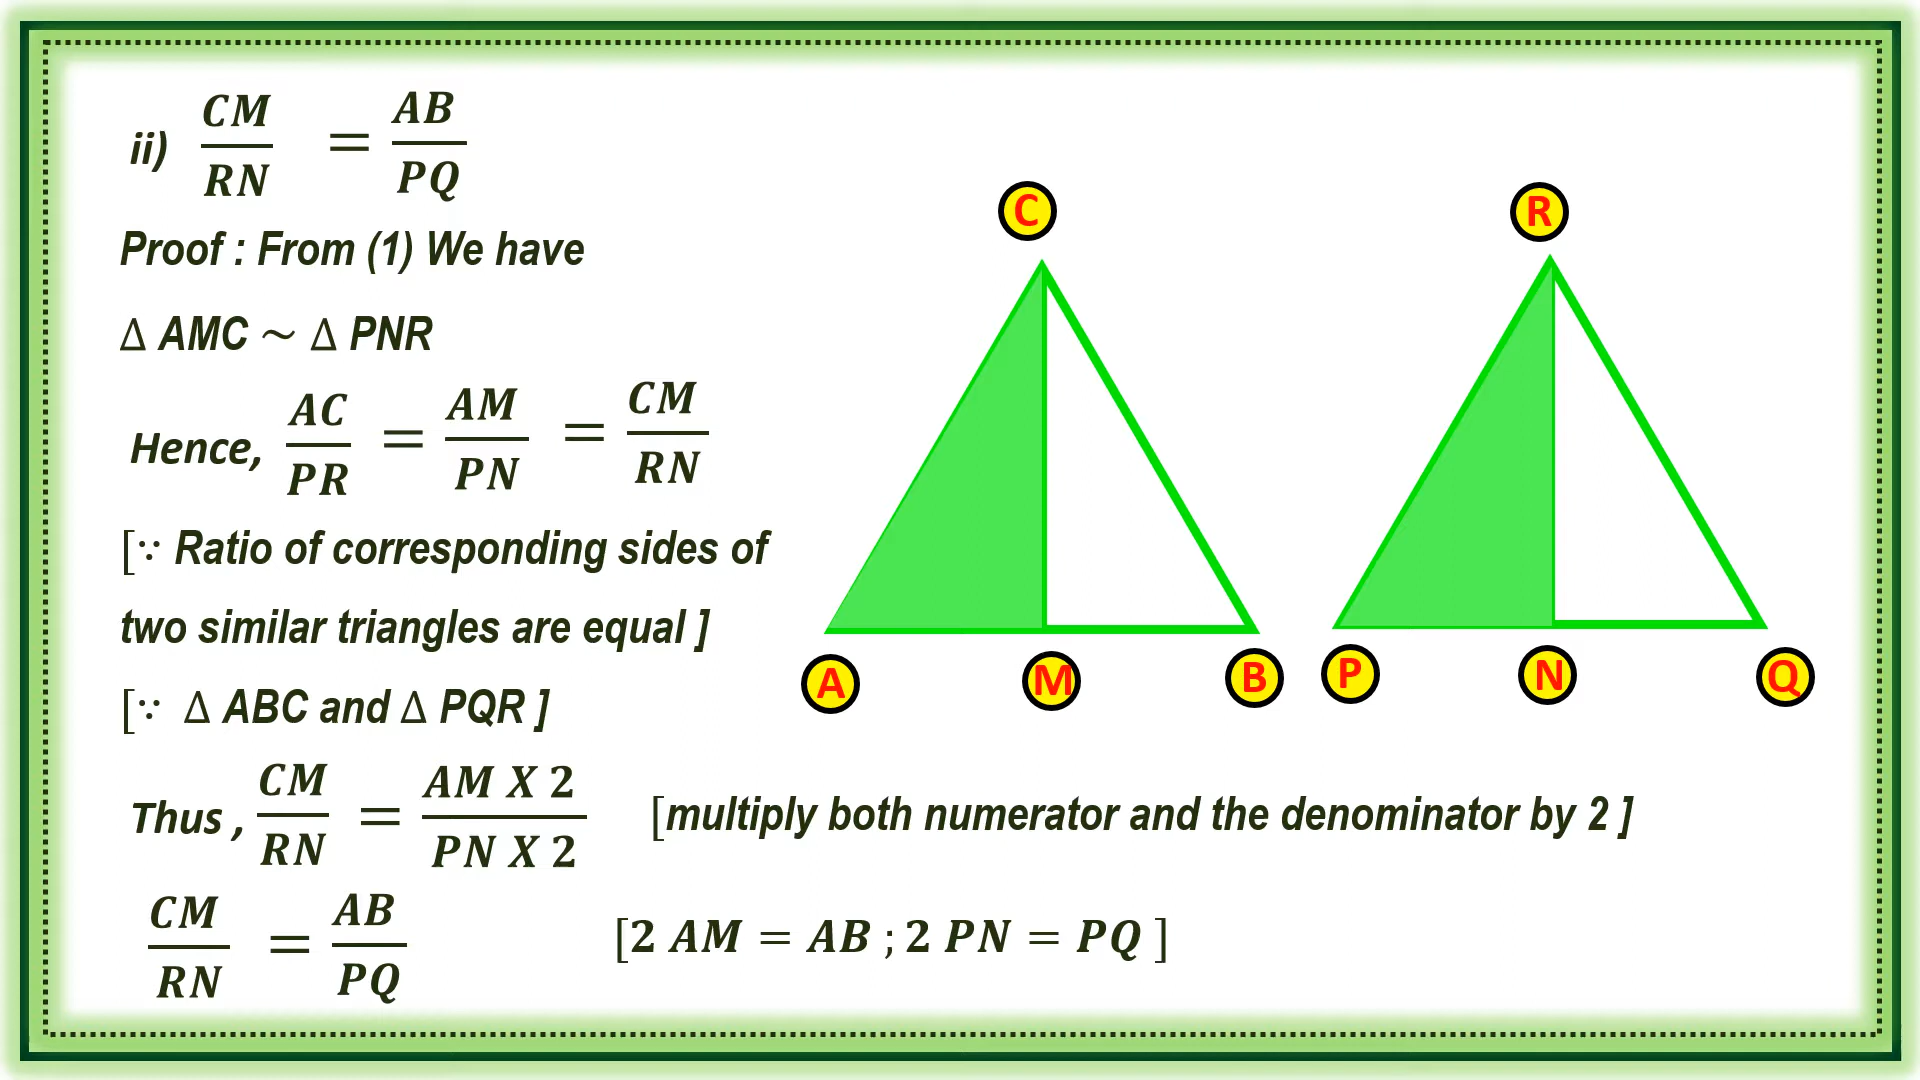 ii) CM/RN = AB/PQ
Proof : From (1) We have
Δ AMC ~ Δ PNR
Hence, AC/PR = AM/PN = CM/RN
[∵ Ratio of corresponding sides of
two similar triangles are equal ]
[∵ Δ ABC and Δ PQR ]
Thus , CM/RN = AM X 2/PN X 2 [multiply both numerator and the denominator by 2 ]
CM/RN = AB/PQ [2 AM = AB ; 2 PN = PQ ]
C
R
A
M
B
P
N
Q